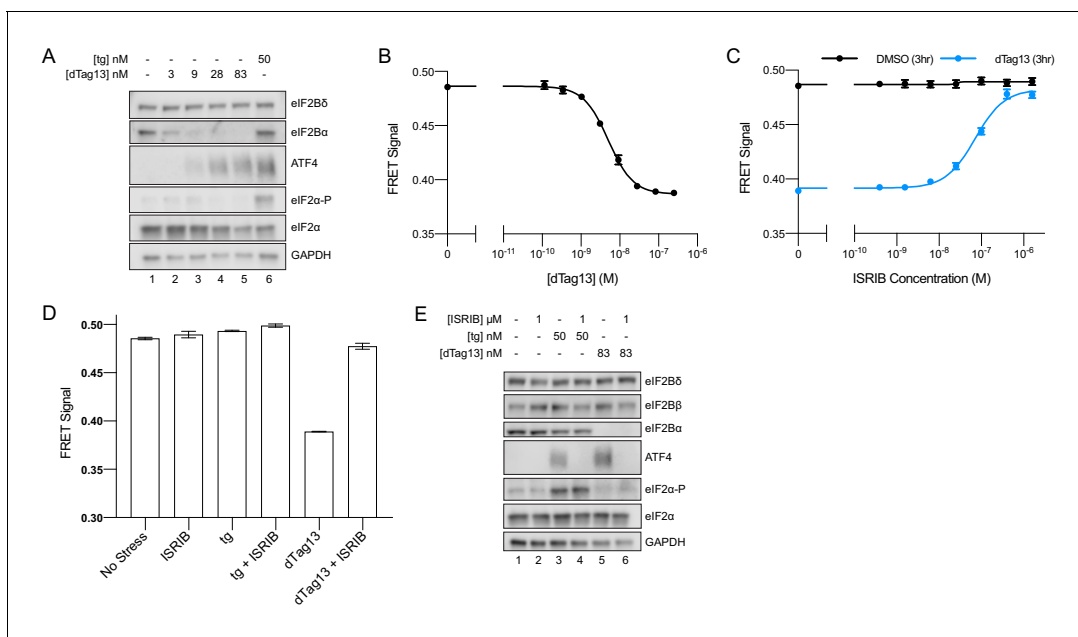 A
[tg] nM - - - - - 50
[dTag13] nM - 3 9 28 83 -
eIF2Bδ
eIF2Bα
ATF4
eIF2α-P
eIF2α
GAPDH
1 2 3 4 5 6
B
FRET Signal
0.50
0.45
0.40
0.35
0 10⁻¹¹ 10⁻¹⁰ 10⁻⁹ 10⁻⁸ 10⁻⁷ 10⁻⁶
[dTag13] (M)
C
DMSO (3hr) dTag13 (3hr)
FRET Signal
0.50
0.45
0.40
0.35
0 10⁻¹⁰ 10⁻⁹ 10⁻⁸ 10⁻⁷ 10⁻⁶
ISRIB Concentration (M)
D
FRET Signal
0.50
0.45
0.40
0.35
0.30
No Stress
ISRIB
tg
tg + ISRIB
dTag13
dTag13 + ISRIB
E
[ISRIB] μM - 1 - 1 - 1
[tg] nM - - 50 50 - -
[dTag13] nM - - - - 83 83
eIF2Bδ
eIF2Bβ
eIF2Bα
ATF4
eIF2α-P
eIF2α
GAPDH
1 2 3 4 5 6